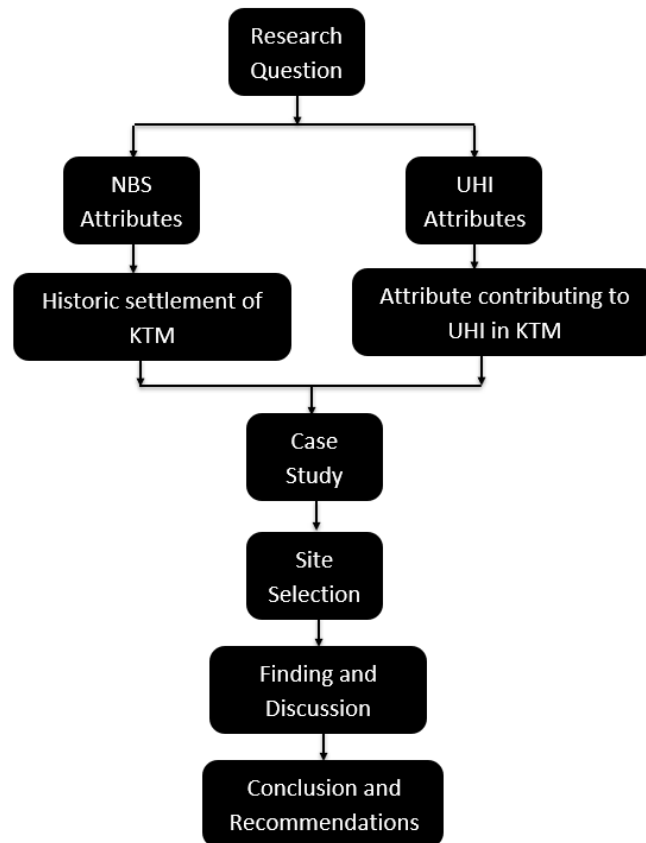 Research
Question
NBS
Attributes
UHI
Attributes
Historic settlement of
KTM
Attribute contributing to
UHI in KTM
Case
Study
Site
Selection
Finding and
Discussion
Conclusion and
Recommendations